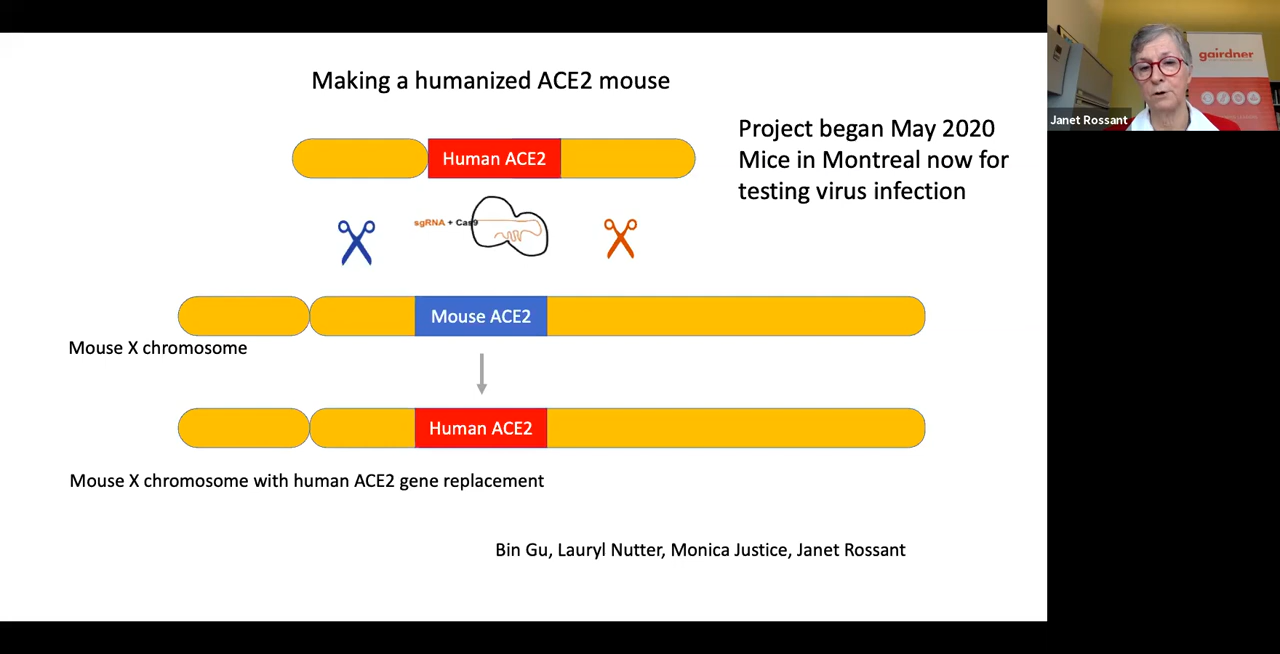 Making a humanized ACE2 mouse
Human ACE2
Project began May 2020
Mice in Montreal now for
testing virus infection
sgRNA + Cas9
Mouse ACE2
Mouse X chromosome
Human ACE2
Mouse X chromosome with human ACE2 gene replacement
Bin Gu, Lauryl Nutter, Monica Justice, Janet Rossant
gairdner
Janet Rossant